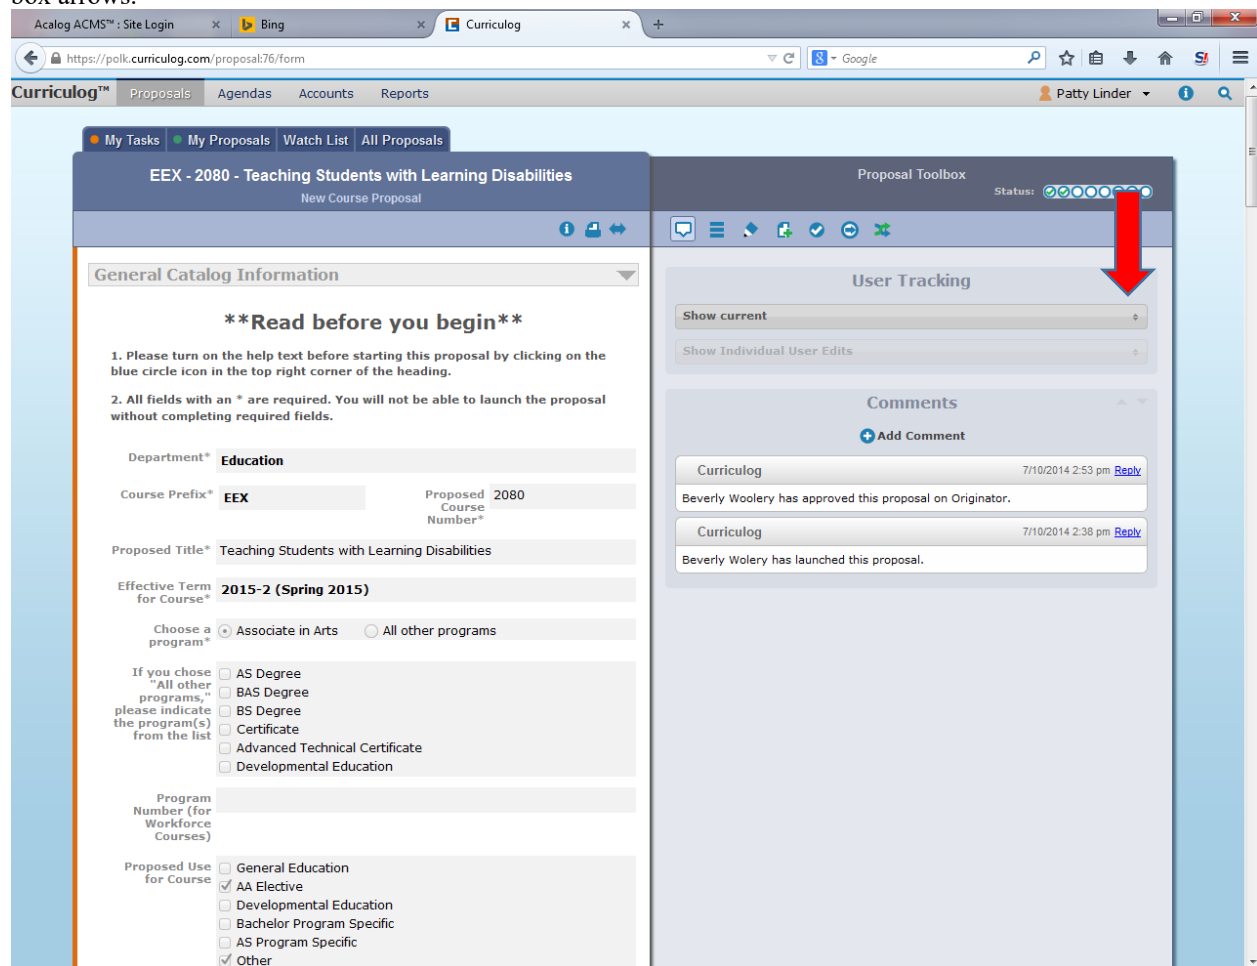 box arrows.
Acalog ACMS™ : Site Login
Bing
Curriculog
https://polk.curriculog.com/proposal:76/form
Google
Curriculog™ Proposals Agendas Accounts Reports
Patty Linder
My Tasks My Proposals Watch List All Proposals
EEX - 2080 - Teaching Students with Learning Disabilities
New Course Proposal
Proposal Toolbox
Status:
General Catalog Information
**Read before you begin**
1. Please turn on the help text before starting this proposal by clicking on the
blue circle icon in the top right corner of the heading.
2. All fields with an * are required. You will not be able to launch the proposal
without completing required fields.
Department* Education
Course Prefix* EEX
Proposed Course Number* 2080
Proposed Title* Teaching Students with Learning Disabilities
Effective Term for Course* 2015-2 (Spring 2015)
Choose a program* Associate in Arts All other programs
If you chose "All other programs," please indicate the program(s) from the list
AS Degree
BAS Degree
BS Degree
Certificate
Advanced Technical Certificate
Developmental Education
Program Number (for Workforce Courses)
Proposed Use for Course
General Education
AA Elective
Developmental Education
Bachelor Program Specific
AS Program Specific
Other
User Tracking
Show current
Show Individual User Edits
Comments
Add Comment
Curriculog 7/10/2014 2:53 pm Reply
Beverly Woolery has approved this proposal on Originator.
Curriculog 7/10/2014 2:38 pm Reply
Beverly Wolery has launched this proposal.